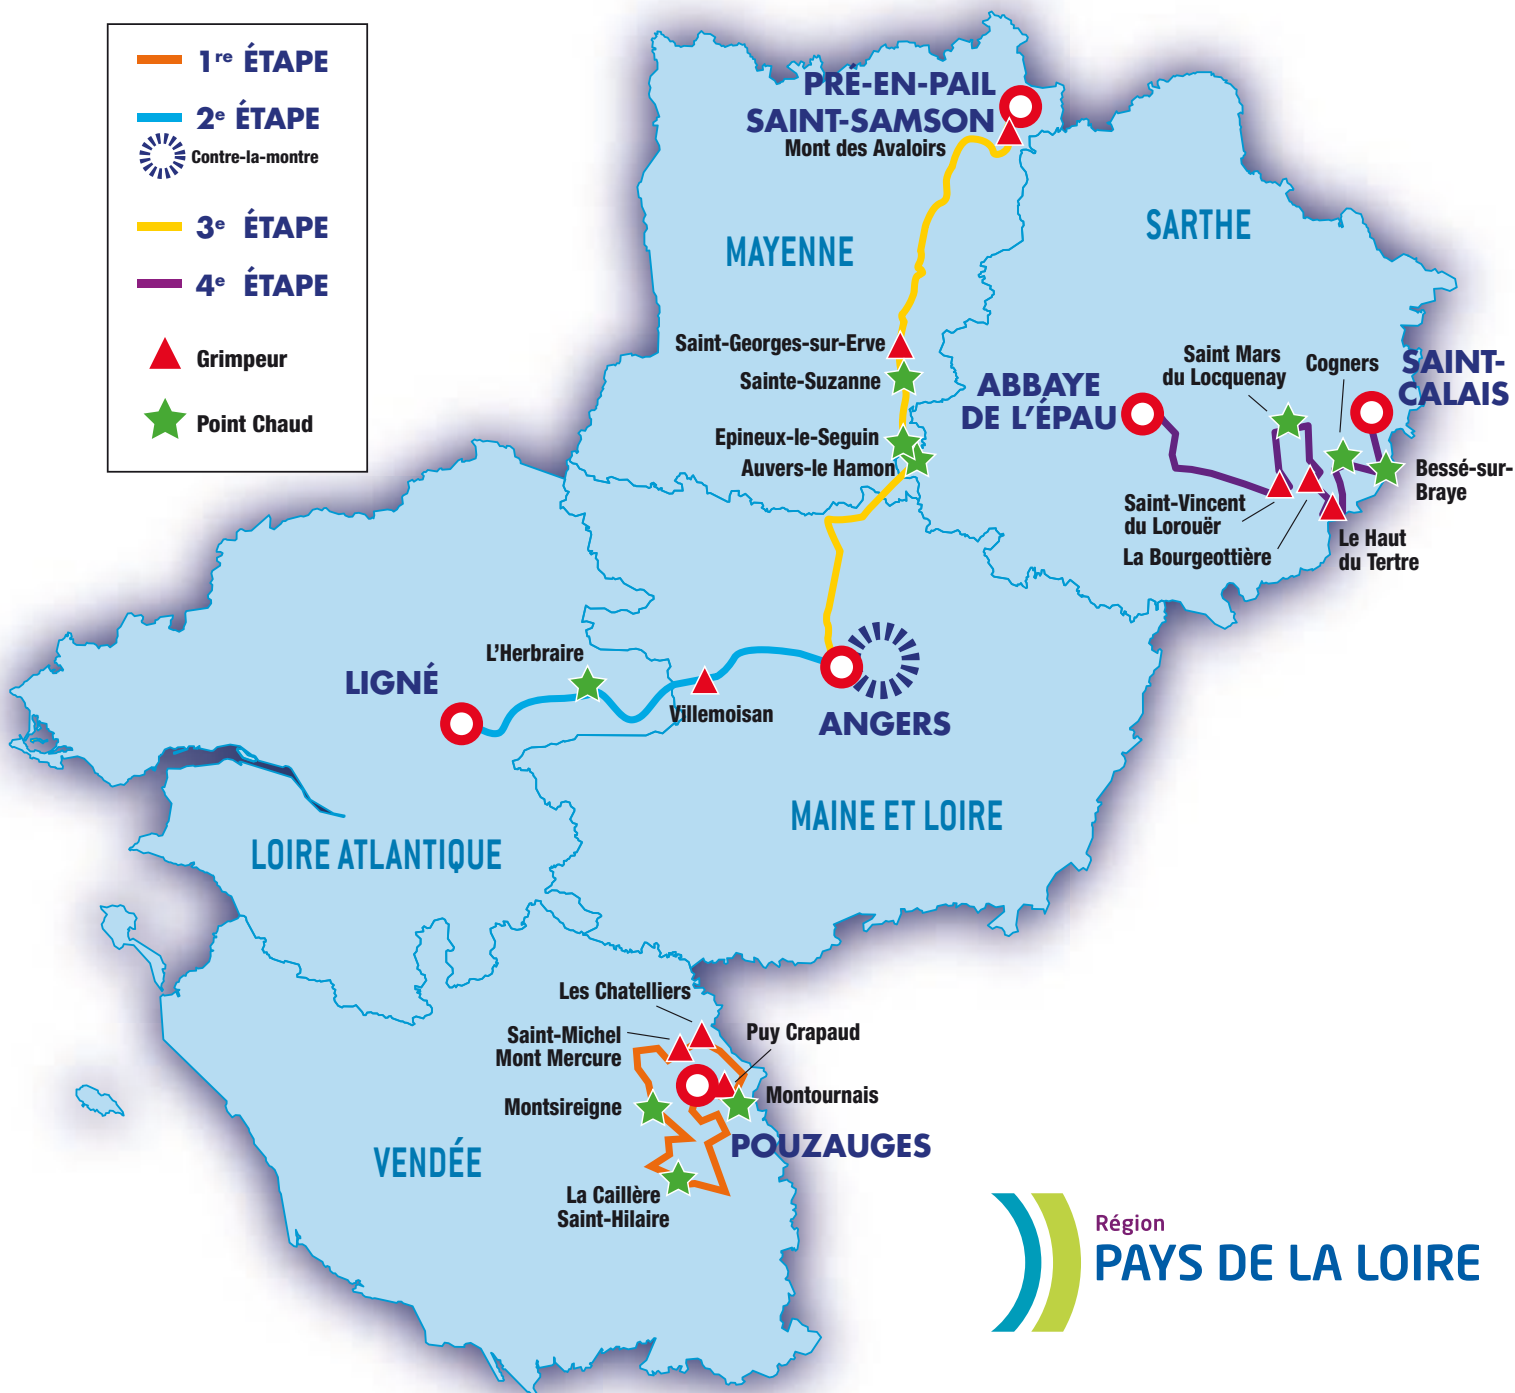 1re ÉTAPE
2e ÉTAPE
Contre-la-montre
3e ÉTAPE
4e ÉTAPE
Grimpeur
Point Chaud
PRÉ-EN-PAIL
SAINT-SAMSON
Mont des Avaloirs
MAYENNE
SARTHE
Saint-Georges-sur-Erve
Sainte-Suzanne
Epineux-le-Seguin
Auvers-le Hamon
ABBAYE
DE L'ÉPAU
Saint Mars
du Locquenay
Cogners
SAINT-
CALAIS
Bessé-sur-
Braye
Saint-Vincent
du Lorouër
La Bourgeottière
Le Haut
du Tertre
L'Herbraire
LIGNÉ
Villemoisan
ANGERS
MAINE ET LOIRE
LOIRE ATLANTIQUE
Les Chatelliers
Saint-Michel
Mont Mercure
Puy Crapaud
Montsireigne
Montournais
POUZAUGES
VENDÉE
La Caillère
Saint-Hilaire
Région
PAYS DE LA LOIRE